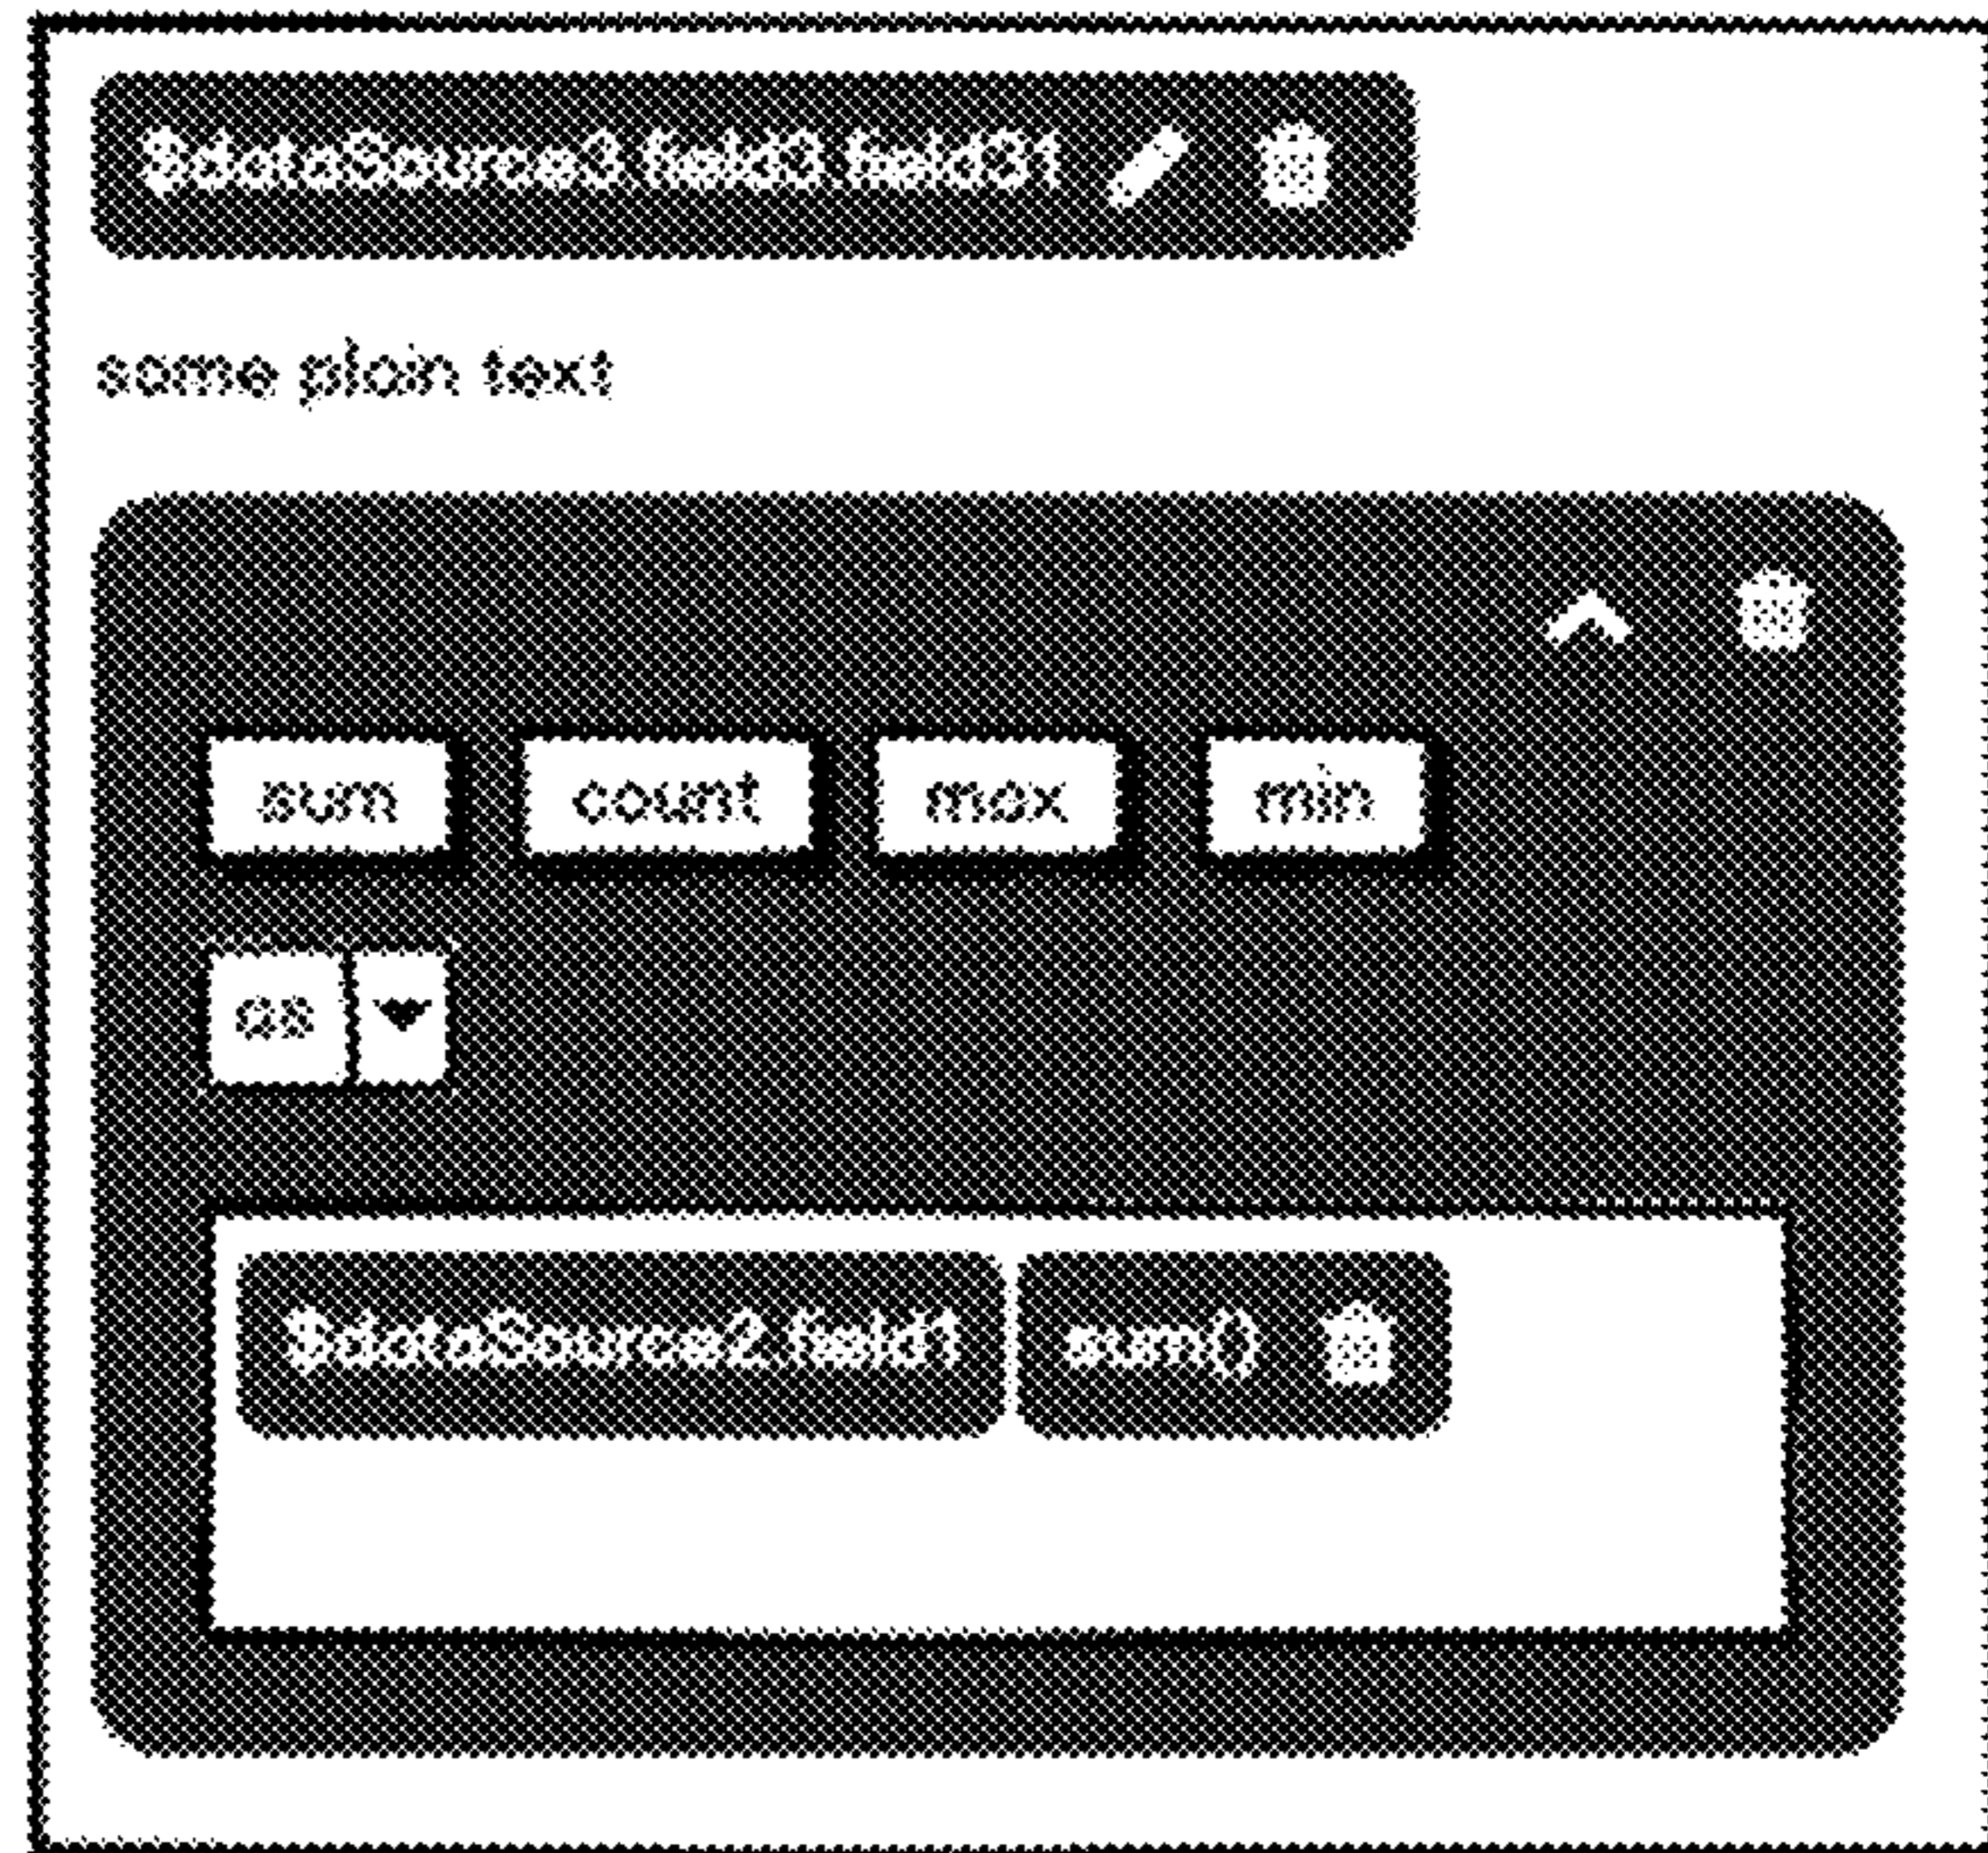 $dataSource3.field3.field31
some plain text
sum count max min
as
$dataSource2.field1 sum()